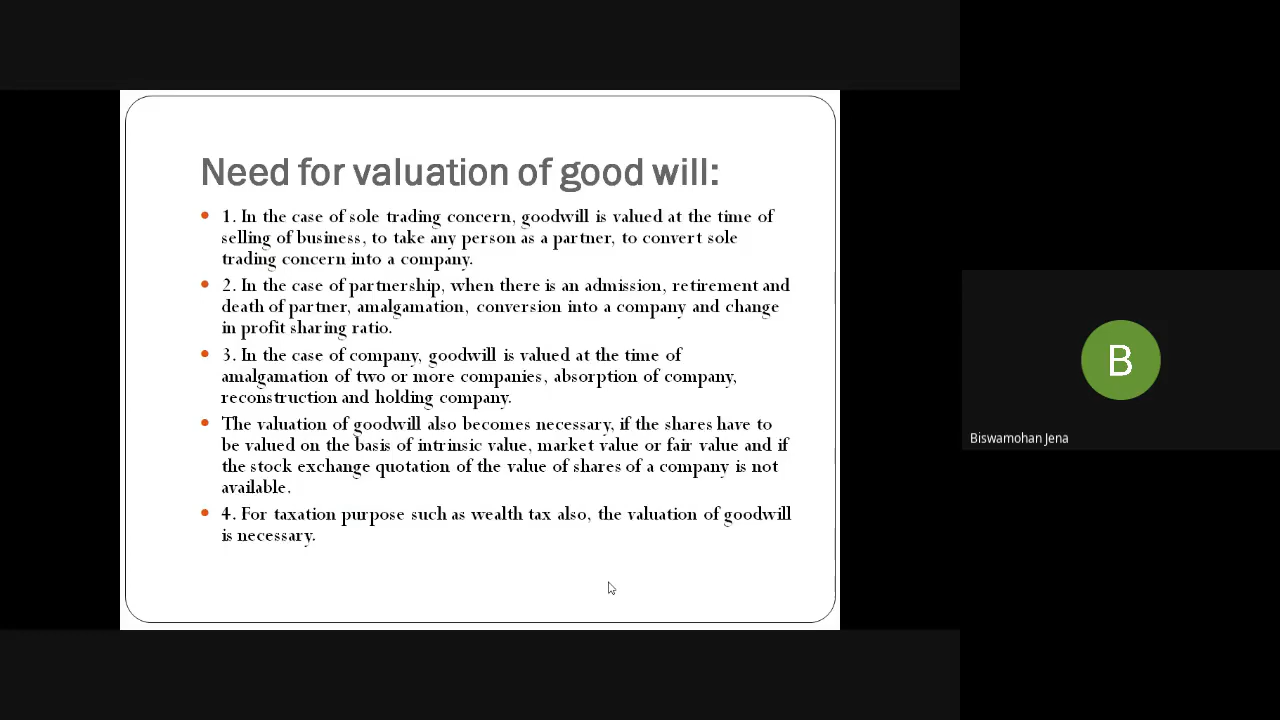 Need for valuation of good will:
• 1. In the case of sole trading concern, goodwill is valued at the time of
selling of business, to take any person as a partner, to convert sole
trading concern into a company.
• 2. In the case of partnership, when there is an admission, retirement and
death of partner, amalgamation, conversion into a company and change
in profit sharing ratio.
• 3. In the case of company, goodwill is valued at the time of
amalgamation of two or more companies, absorption of company,
reconstruction and holding company.
• The valuation of goodwill also becomes necessary, if the shares have to
be valued on the basis of intrinsic value, market value or fair value and if
the stock exchange quotation of the value of shares of a company is not
available.
• 4. For taxation purpose such as wealth tax also, the valuation of goodwill
is necessary.
B
Biswamohan Jena